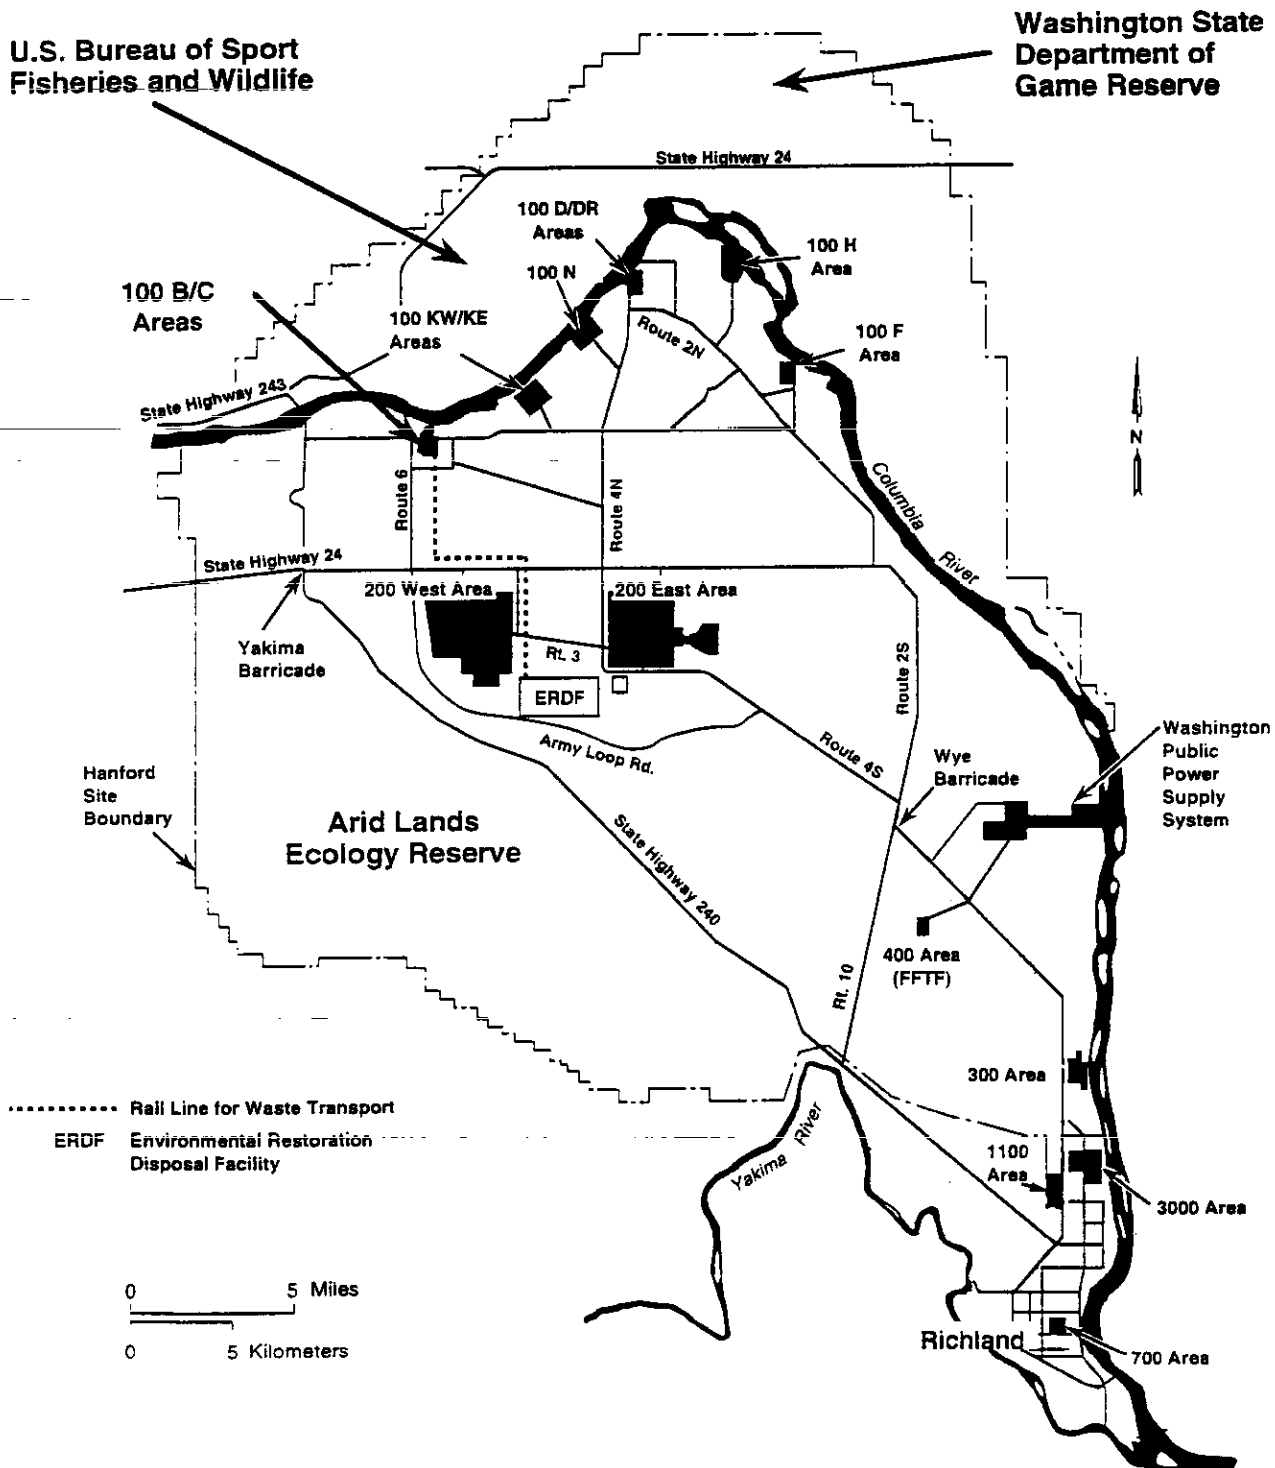 U.S. Bureau of Sport
Fisheries and Wildlife
Washington State
Department of
Game Reserve
State Highway 24
100 D/DR
Areas
100 H
Area
100 N
100 B/C
Areas
100 KW/KE
Areas
Route 2N
100 F
Area
State Highway 243
N
Columbia
River
Route 6
Route 4N
State Highway 24
200 West Area
200 East Area
Yakima
Barricade
Rt. 3
ERDF
Route 2S
Army Loop Rd.
Route 4S
Wye
Barricade
Washington
Public
Power
Supply
System
Hanford
Site
Boundary
Arid Lands
Ecology Reserve
State Highway 240
400 Area
(FFTF)
Rt. 10
300 Area
Rail Line for Waste Transport
ERDF Environmental Restoration
Disposal Facility
Yakima River
1100
Area
3000 Area
0 5 Miles
0 5 Kilometers
Richland
700 Area